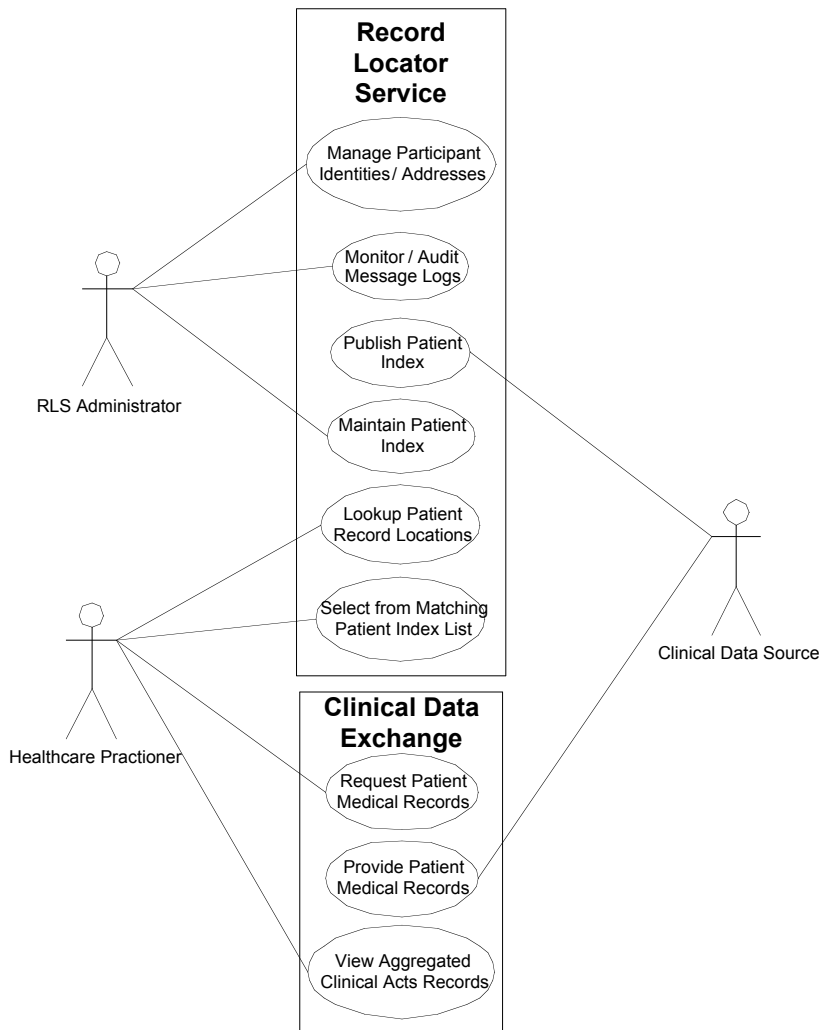 Record
Locator
Service
Manage Participant
Identities / Addresses
Monitor / Audit
Message Logs
Publish Patient
Index
RLS Administrator
Maintain Patient
Index
Lookup Patient
Record Locations
Select from Matching
Patient Index List
Clinical Data Source
Healthcare Practioner
Clinical Data
Exchange
Request Patient
Medical Records
Provide Patient
Medical Records
View Aggregated
Clinical Acts Records